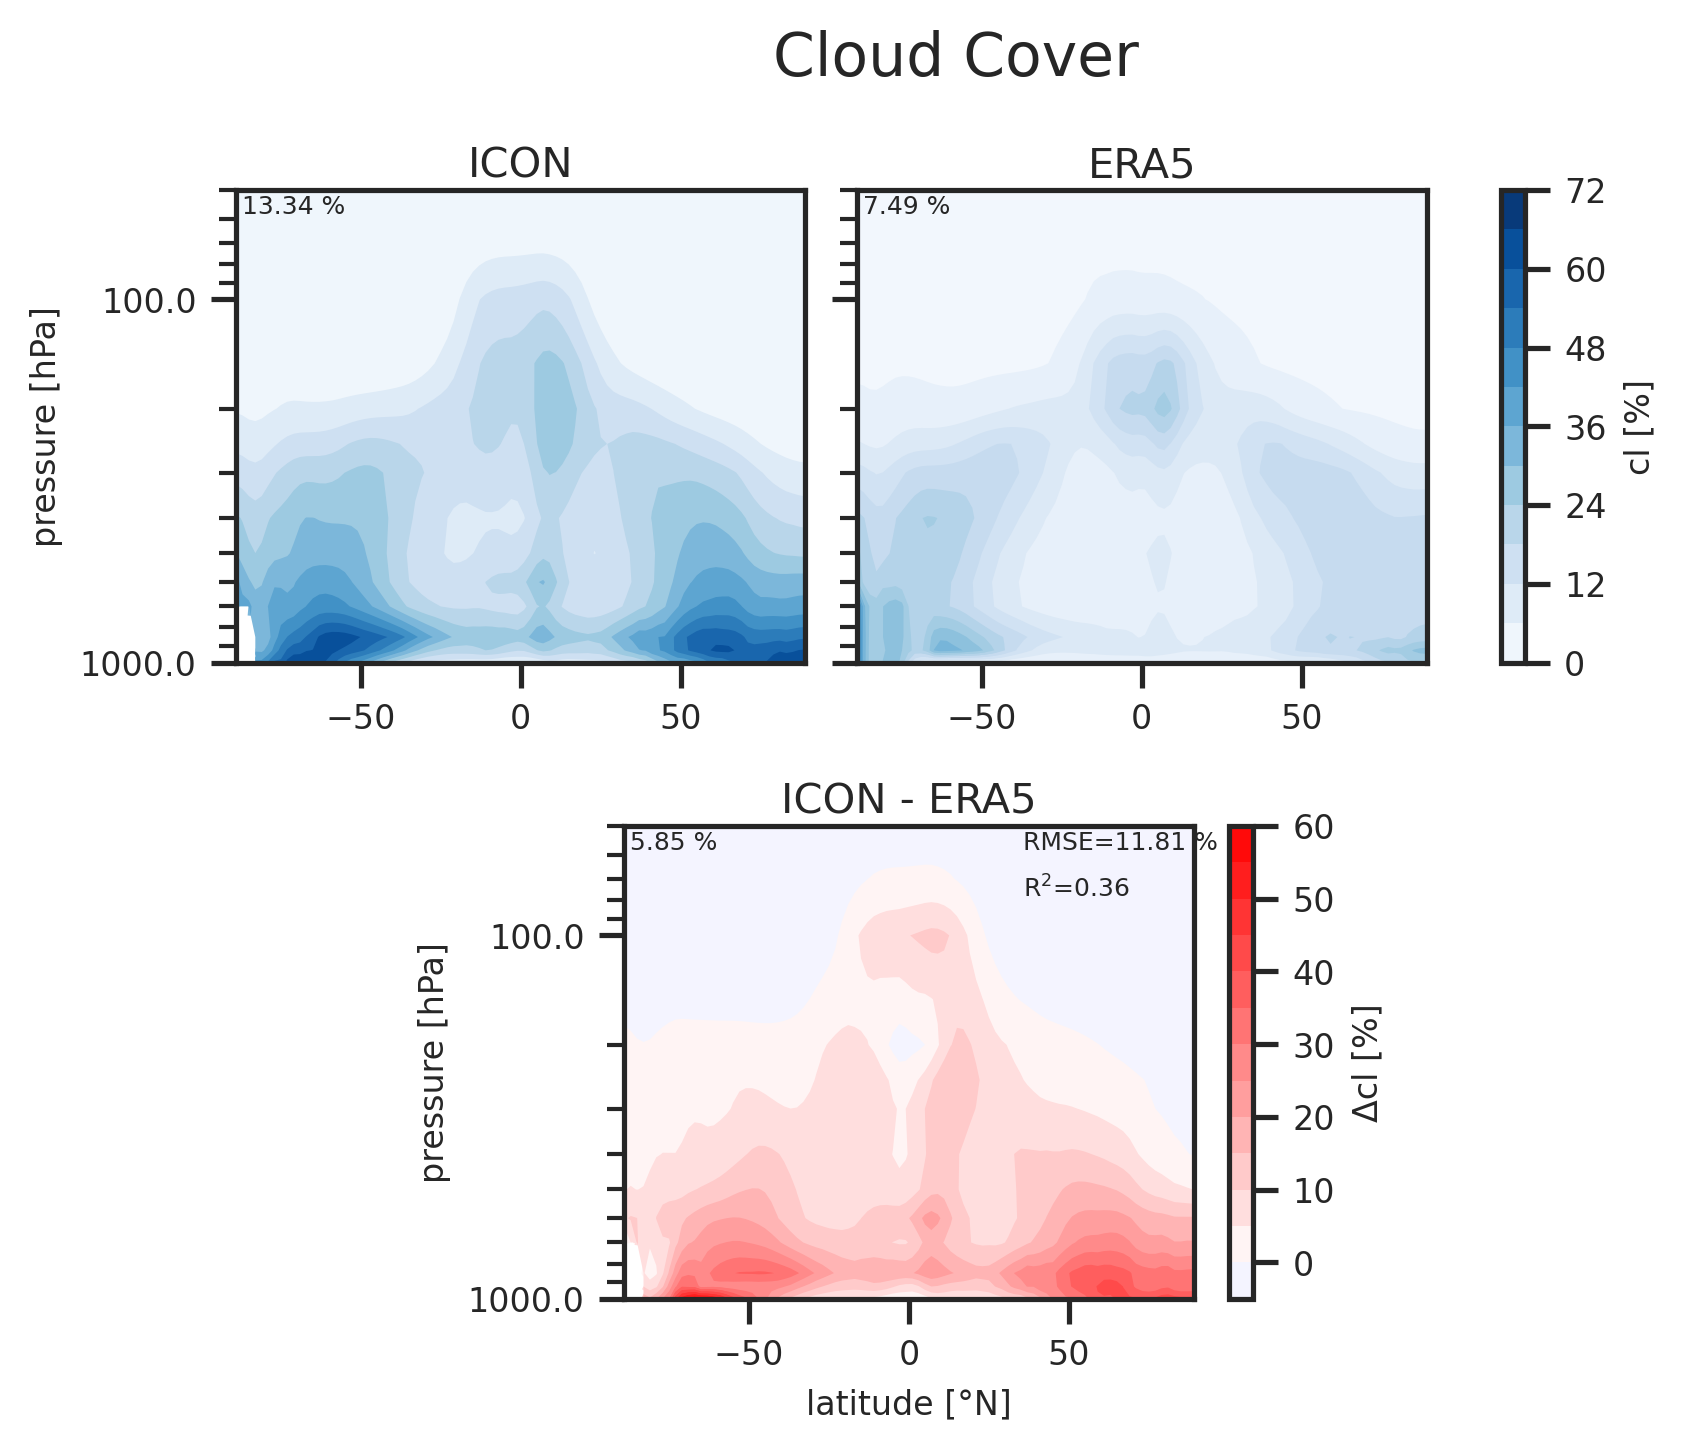 Cloud Cover
ICON
ERA5
13.34 %
7.49 %
pressure [hPa]
100.0
1000.0
−50
0
50
−50
0
50
72
60
48
36
24
12
0
cl [%]
ICON - ERA5
5.85 %
RMSE=11.81 %
R²=0.36
pressure [hPa]
100.0
1000.0
−50
0
50
latitude [°N]
60
50
40
30
20
10
0
Δcl [%]